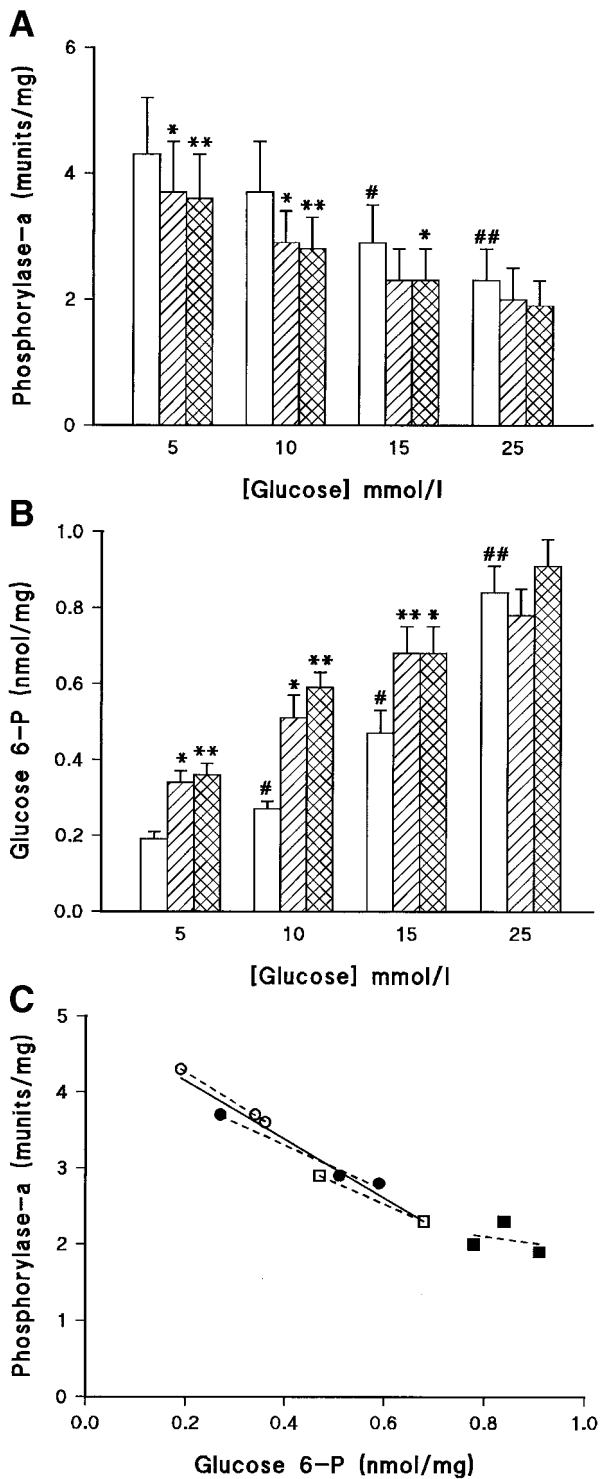 A
Phosphorylase-a (munits/mg)
6
4
2
0
* **
* **
# *
##
5 10 15 25
[Glucose] mmol/l
B
Glucose 6-P (nmol/mg)
1.0
0.8
0.6
0.4
0.2
0.0
* **
# * **
# ** *
##
5 10 15 25
[Glucose] mmol/l
C
Phosphorylase-a (munits/mg)
5
4
3
2
1
0
0.0 0.2 0.4 0.6 0.8 1.0
Glucose 6-P (nmol/mg)